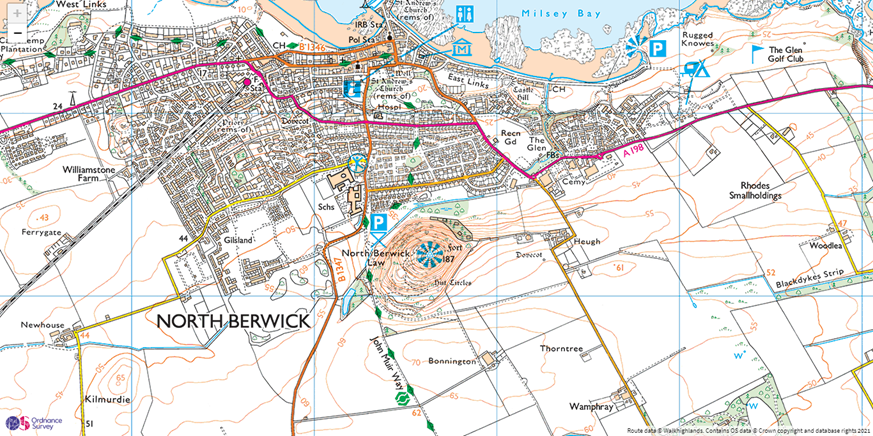 West Links
Plantation
24
17
CH
B1346
IRB Sta
Pol Sta
St Andrew's
Church
(rems of)
Milsey Bay
M
P
Rugged
Knowes
The Glen
Golf Club
Well
St Andrew's
Church
(rems of)
Hospl
Sta
Priory
(rems of)
Dovecot
East Links
Castle
Hill
CH
Recn
Gd
The
Glen
FBs
Cemy
A198
Williamstone
Farm
Schs
Rhodes
Smallholdings
.43
Ferrygate
44
Gilsland
P
North Berwick
Law
Fort
187
Hut Circles
B1347
Dovecot
Heugh
.61
47
Woodlea
52
Blackdykes Strip
Newhouse
NORTH BERWICK
John Muir Way
Bonnington
Thorntree
Wamphray
W
W
Kilmurdie
51
62
55
60
70
65
Ordnance
Survey
Route data © Walkhighlands. Contains OS data © Crown copyright and database rights 2021